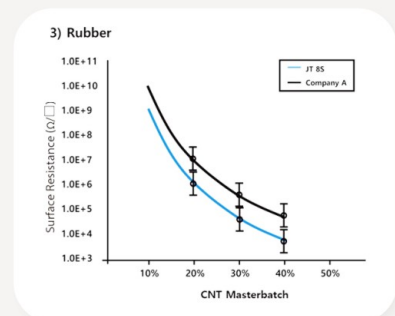 3) Rubber
JT 8S
Company A
Surface Resistance (Ω/□)
1.0E+11
1.0E+10
1.0E+9
1.0E+8
1.0E+7
1.0E+6
1.0E+5
1.0E+4
1.0E+3
10%
20%
30%
40%
50%
CNT Masterbatch